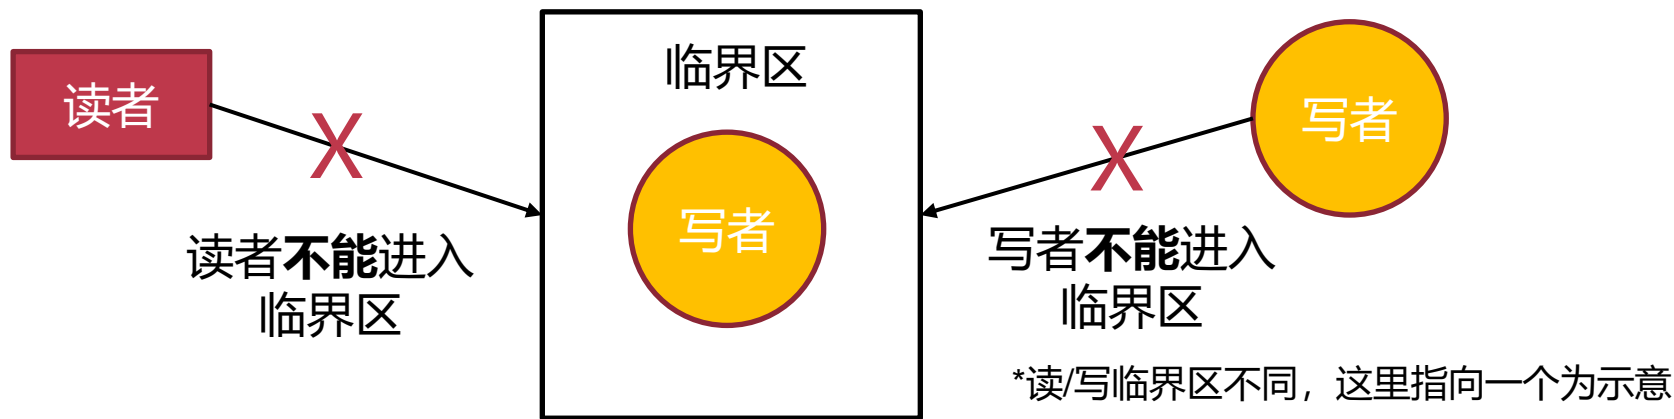 读者
X
读者不能进入
临界区
临界区
写者
X
写者
写者不能进入
临界区
*读/写临界区不同，这里指向一个为示意